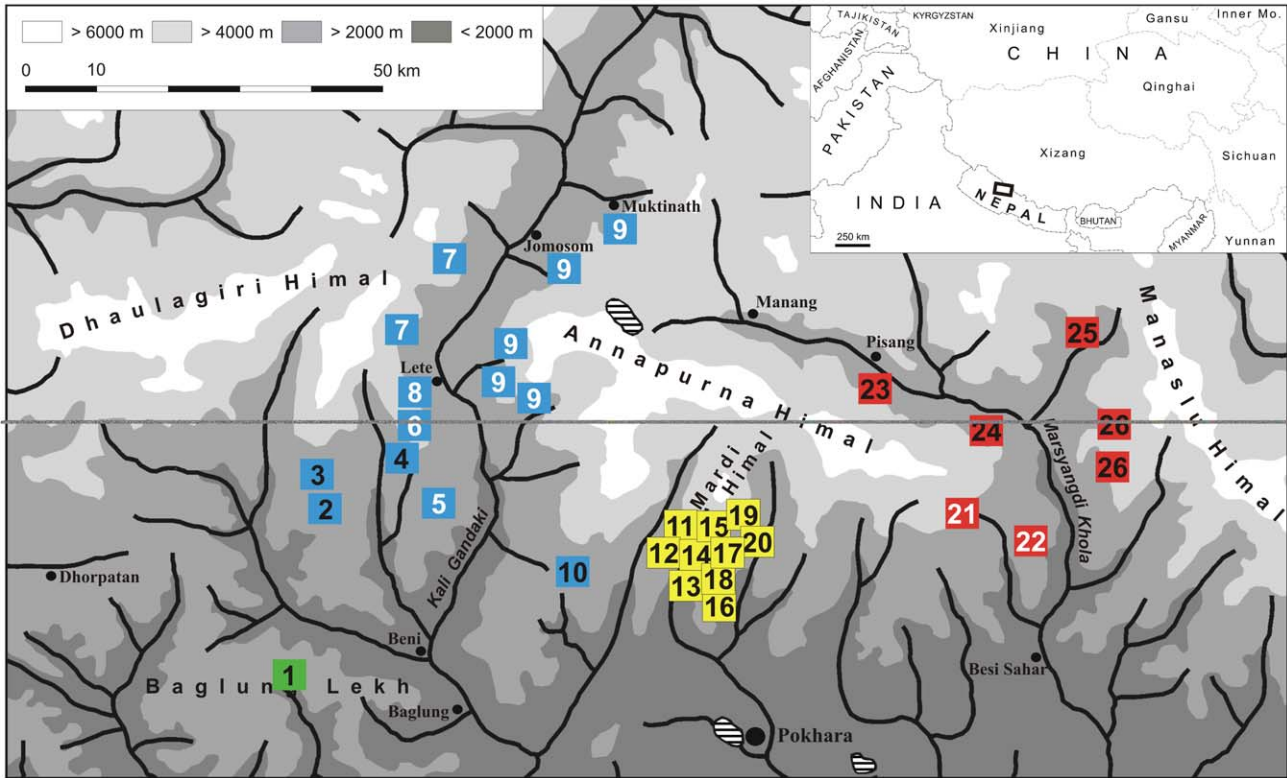 > 6000 m > 4000 m > 2000 m < 2000 m
0 10 50 km
TAJIKISTAN
KYRGYZSTAN
Xinjiang
Gansu
Inner Mo.
AFGHANISTAN
CHINA
Qinghai
PAKISTAN
Xizang
Sichuan
INDIA
NEPAL
BHUTAN
MYANMAR
Yunnan
250 km
Muktinath
9
Jomosom
7
9
Dhaulagiri Himal
Manang
Manaslu Himal
7
9
Annapurna Himal
Pisang
25
Lete
8
9
9
23
6
24
26
4
3
2
5
Mardi Himal
Marsyangdi Khola
26
Kali Gandaki
11
15
19
21
12
14
17
20
22
Dhorpatan
10
13
18
16
Beni
Besi Sahar
1
Baglun Lekh
Baglung
Pokhara